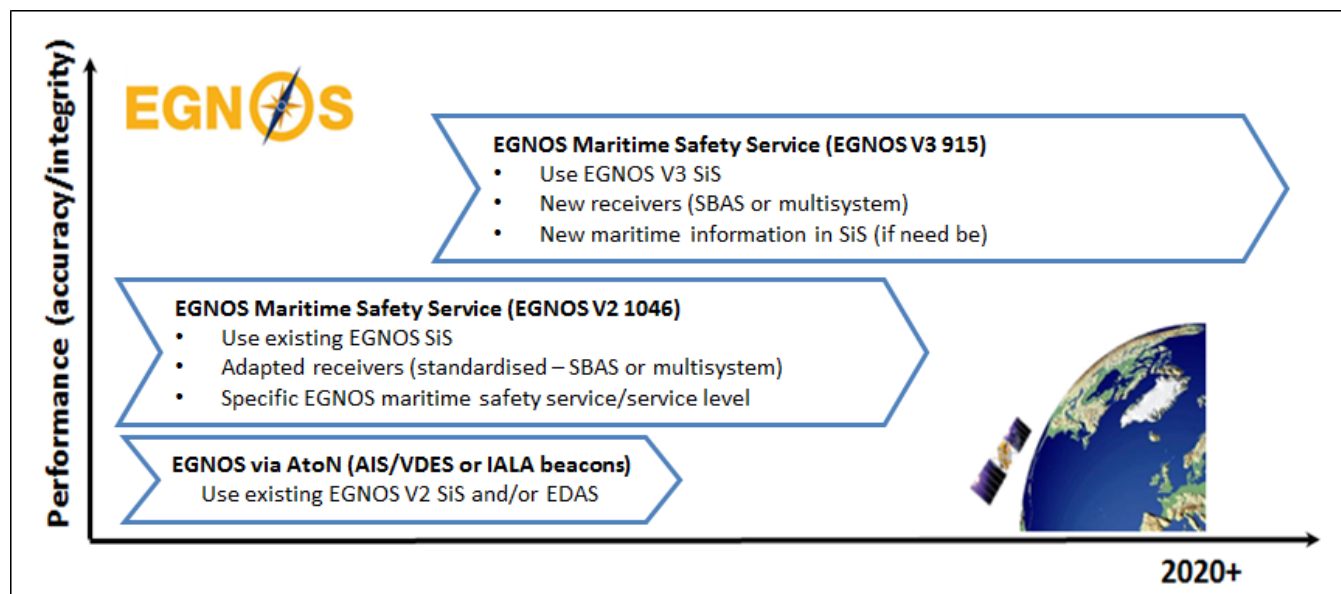 Performance (accuracy/integrity)
EGNOS
EGNOS Maritime Safety Service (EGNOS V3 915)
• Use EGNOS V3 SiS
• New receivers (SBAS or multisystem)
• New maritime information in SiS (if need be)
EGNOS Maritime Safety Service (EGNOS V2 1046)
• Use existing EGNOS SiS
• Adapted receivers (standardised – SBAS or multisystem)
• Specific EGNOS maritime safety service/service level
EGNOS via AtoN (AIS/VDES or IALA beacons)
Use existing EGNOS V2 SiS and/or EDAS
2020+